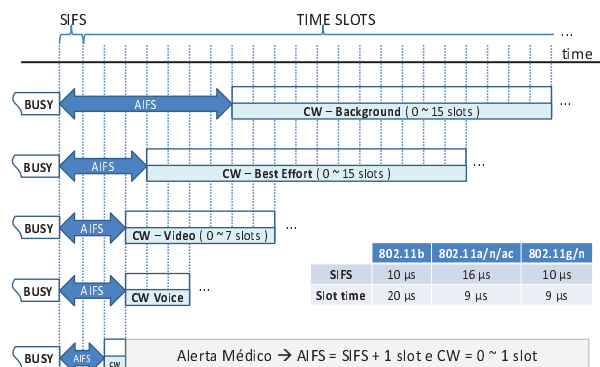 SIFS TIME SLOTS ...
time
BUSY AIFS CW – Background ( 0 ~ 15 slots ) ...
BUSY AIFS CW – Best Effort ( 0 ~ 15 slots ) ...
BUSY AIFS CW – Video ( 0 ~ 7 slots ) ...
802.11b 802.11a/n/ac 802.11g/n
SIFS 10 µs 16 µs 10 µs
Slot time 20 µs 9 µs 9 µs
BUSY AIFS CW Voice ...
BUSY AIFS CW Alerta Médico → AIFS = SIFS + 1 slot e CW = 0 ~ 1 slot